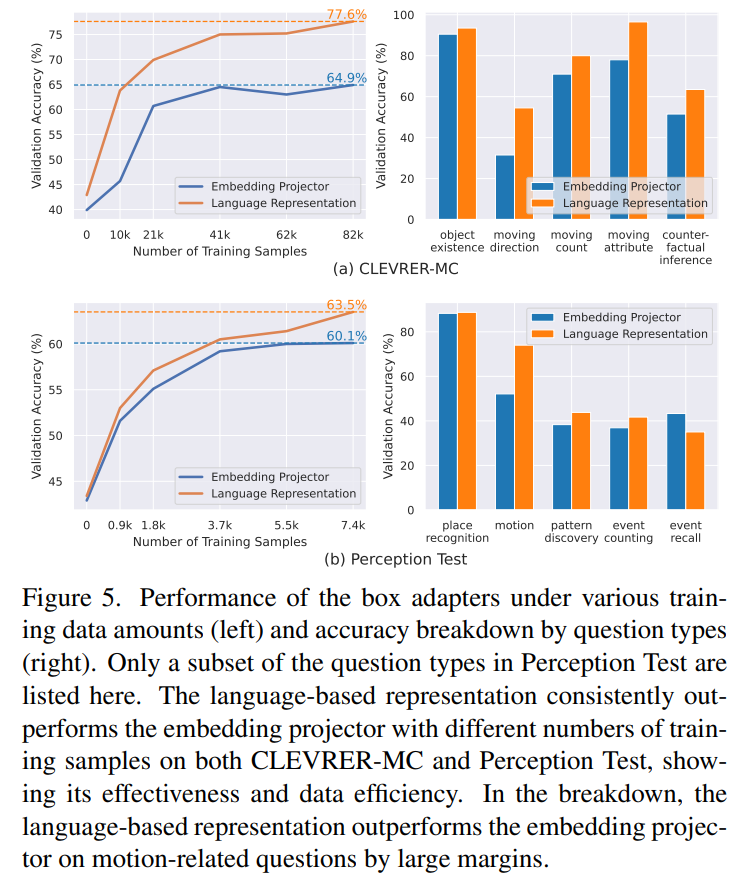 77.6%
75
70
65
60
55
50
45
40
64.9%
Validation Accuracy (%)
Embedding Projector
Language Representation
0 10k 21k 41k 62k 82k
Number of Training Samples
100
80
60
40
20
0
Validation Accuracy (%)
Embedding Projector
Language Representation
object existence
moving direction
moving count
moving attribute
counter-
factual
inference
(a) CLEVRER-MC
63.5%
60.1%
60
55
50
45
Validation Accuracy (%)
Embedding Projector
Language Representation
0 0.9k 1.8k 3.7k 5.5k 7.4k
Number of Training Samples
80
60
40
20
0
Validation Accuracy (%)
Embedding Projector
Language Representation
place recognition
motion
pattern discovery
event counting
event recall
(b) Perception Test
Figure 5. Performance of the box adapters under various train-
ing data amounts (left) and accuracy breakdown by question types
(right). Only a subset of the question types in Perception Test are
listed here. The language-based representation consistently out-
performs the embedding projector with different numbers of train-
ing samples on both CLEVRER-MC and Perception Test, show-
ing its effectiveness and data efficiency. In the breakdown, the
language-based representation outperforms the embedding projec-
tor on motion-related questions by large margins.